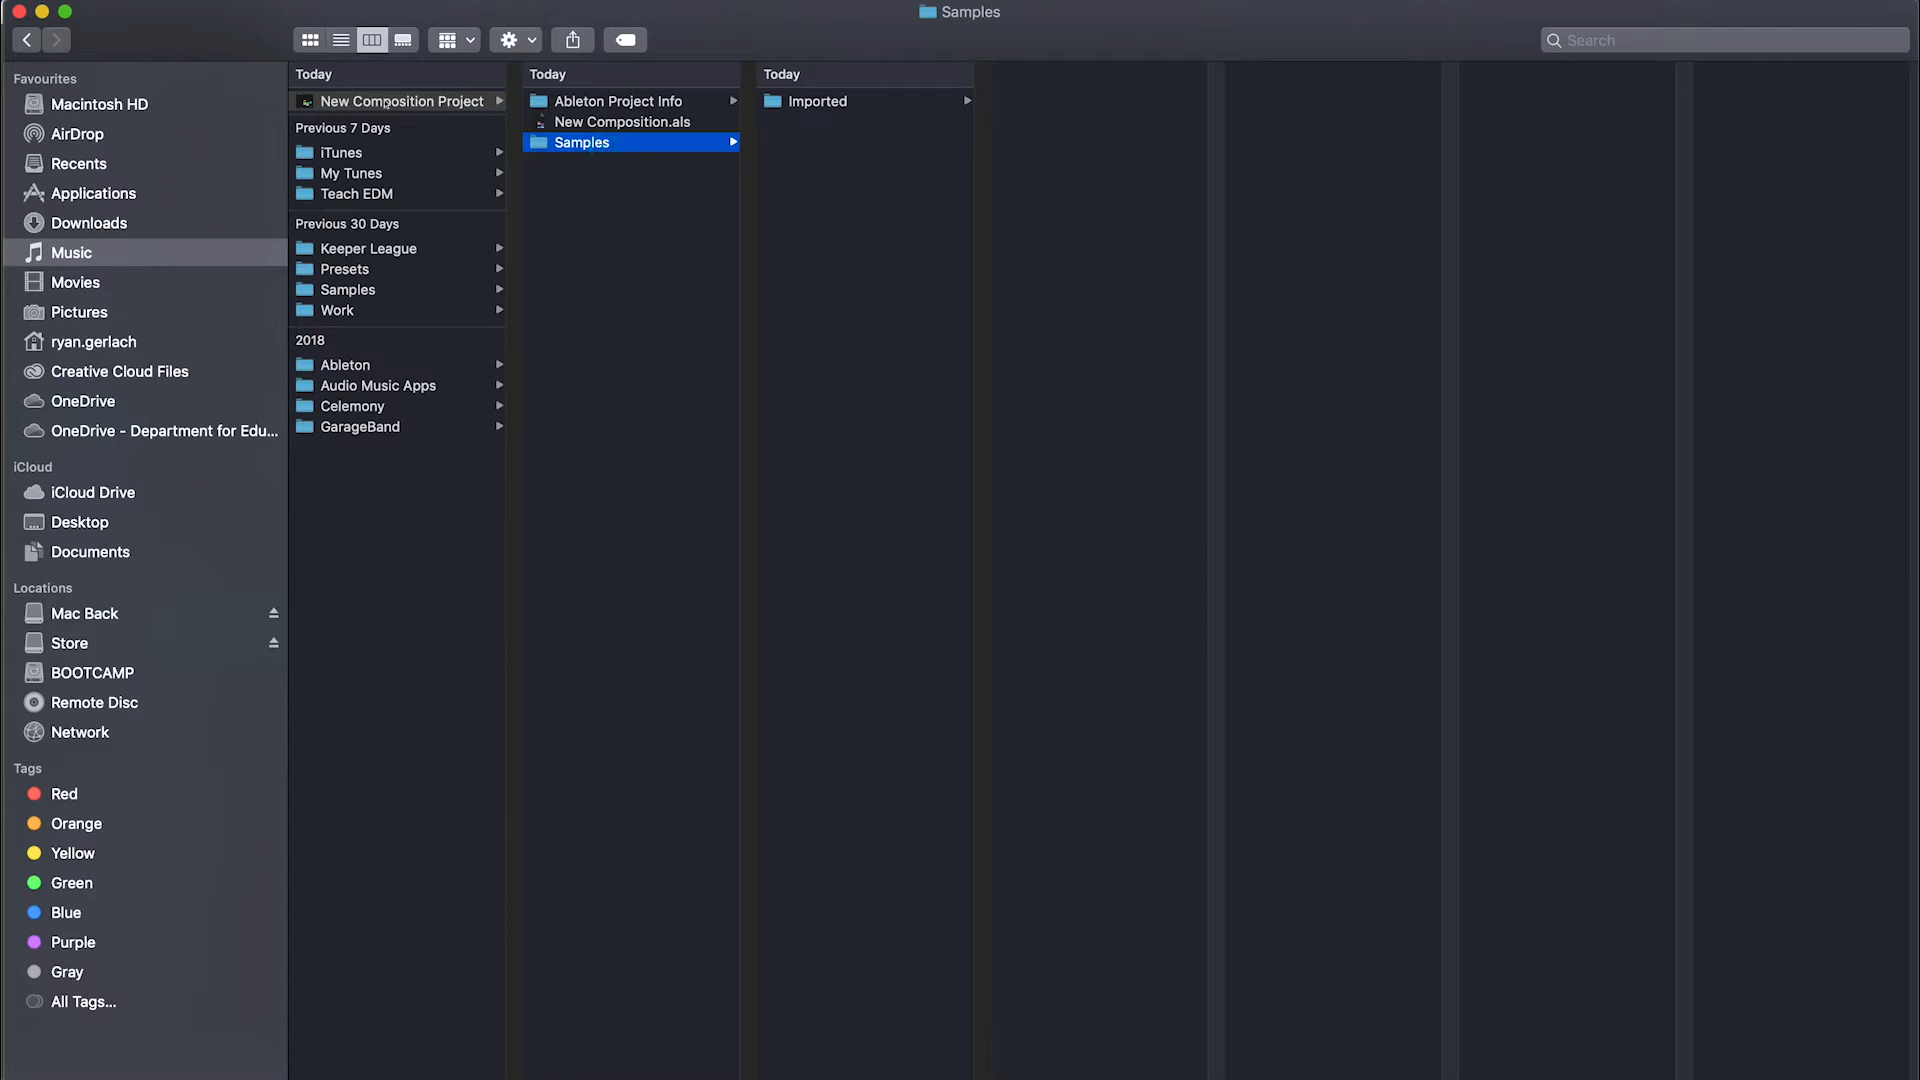 Samples
Search
Favourites
Macintosh HD
AirDrop
Recents
Applications
Downloads
Music
Movies
Pictures
ryan.gerlach
Creative Cloud Files
OneDrive
OneDrive - Department for Edu...
iCloud
iCloud Drive
Desktop
Documents
Locations
Mac Back
Store
BOOTCAMP
Remote Disc
Network
Tags
Red
Orange
Yellow
Green
Blue
Purple
Gray
All Tags...
Today
New Composition Project
Previous 7 Days
iTunes
My Tunes
Teach EDM
Previous 30 Days
Keeper League
Presets
Samples
Work
2018
Ableton
Audio Music Apps
Celemony
GarageBand
Today
Ableton Project Info
New Composition.als
Samples
Today
Imported